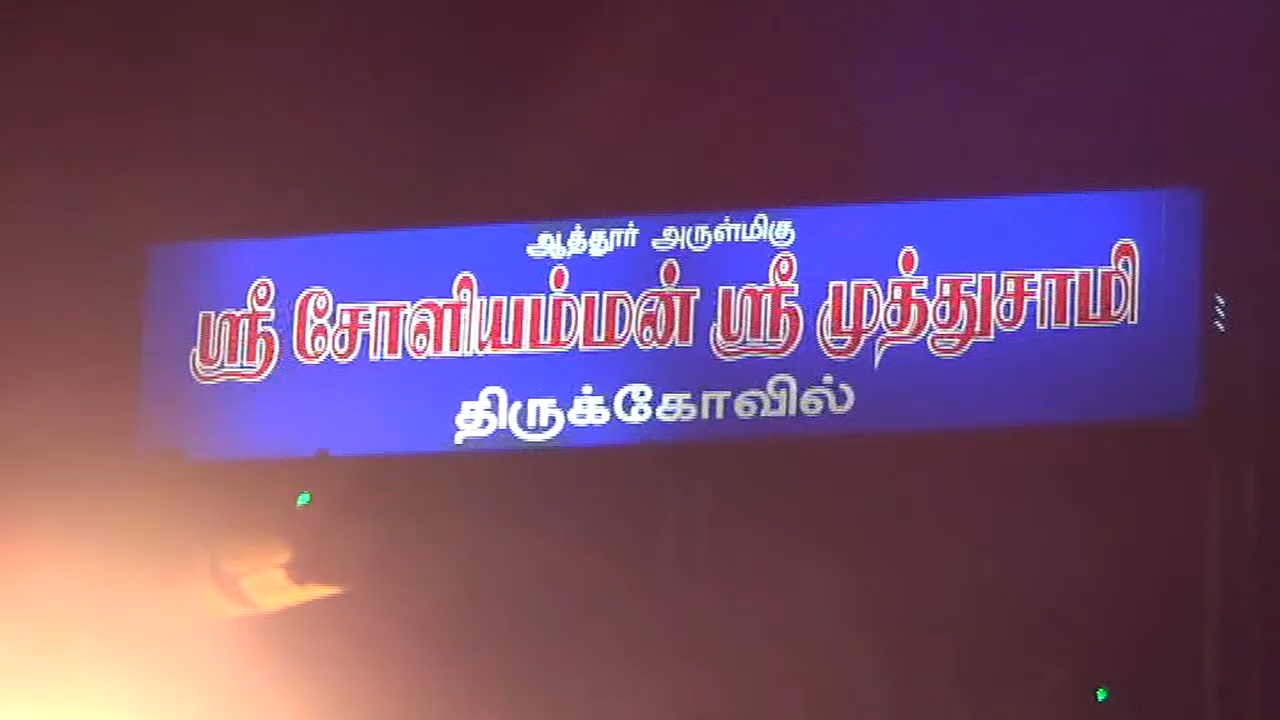 ஆத்தூர் அருள்மிகு
ஸ்ரீ சோளியம்மன் ஸ்ரீ முத்துசாமி
திருக்கோவில்